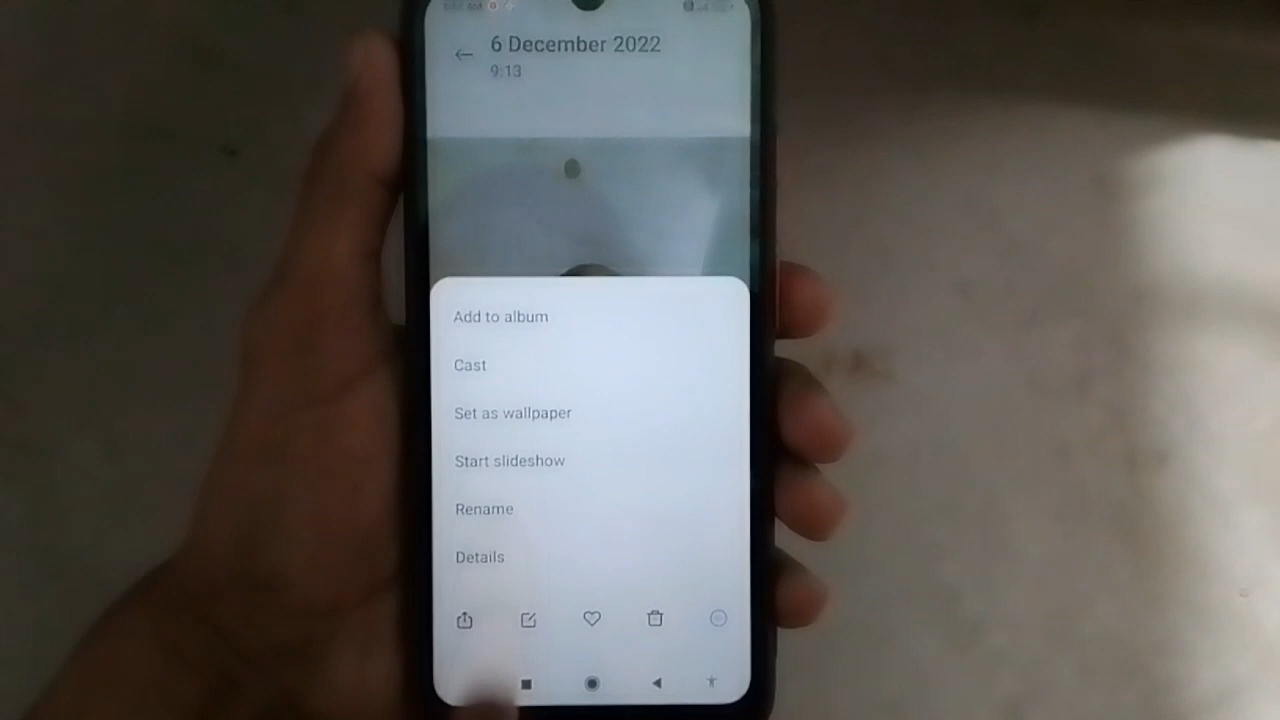 6 December 2022
9:13
Add to album
Cast
Set as wallpaper
Start slideshow
Rename
Details